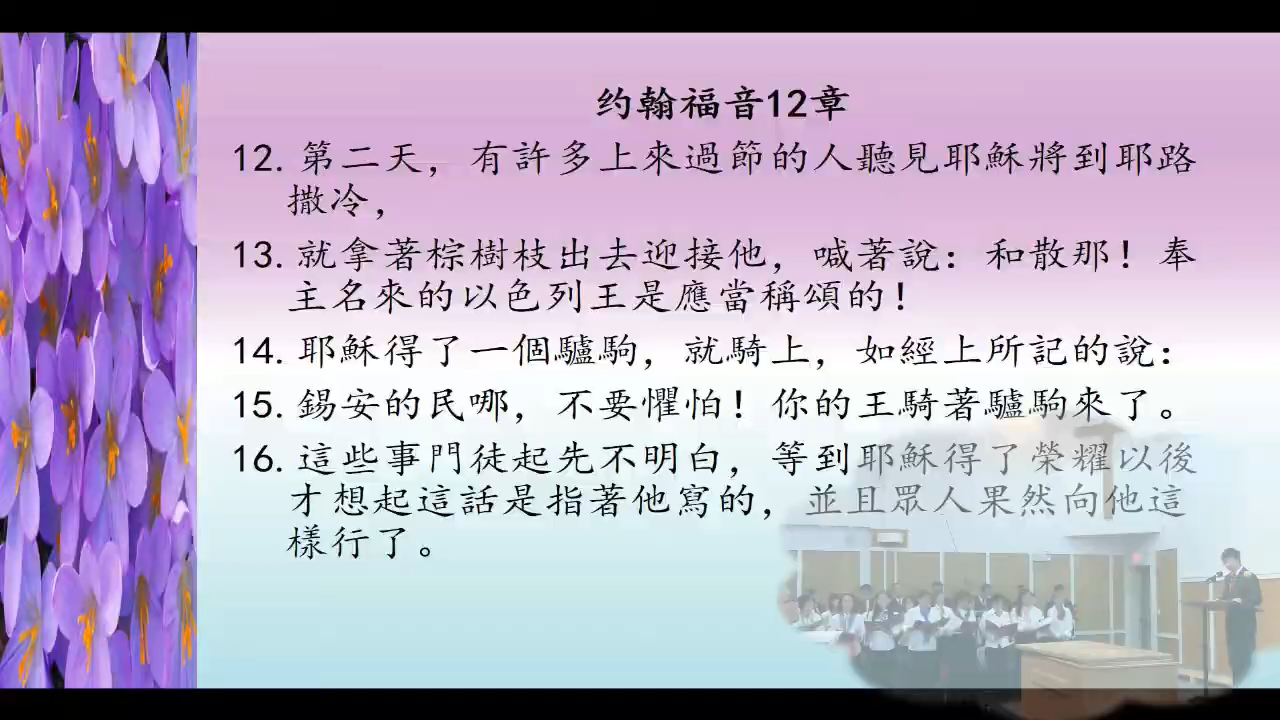 约翰福音12章
12. 第二天，有許多上來過節的人聽見耶穌將到耶路
撒冷，
13. 就拿著棕樹枝出去迎接他，喊著說：和散那！奉
主名來的以色列王是應當稱頌的！
14. 耶穌得了一個驢駒，就騎上，如經上所記的說：
15. 錫安的民哪，不要懼怕！你的王騎著驢駒來了。
16. 這些事門徒起先不明白，等到耶穌得了榮耀以後
才想起這話是指著他寫的，並且眾人果然向他這
樣行了。